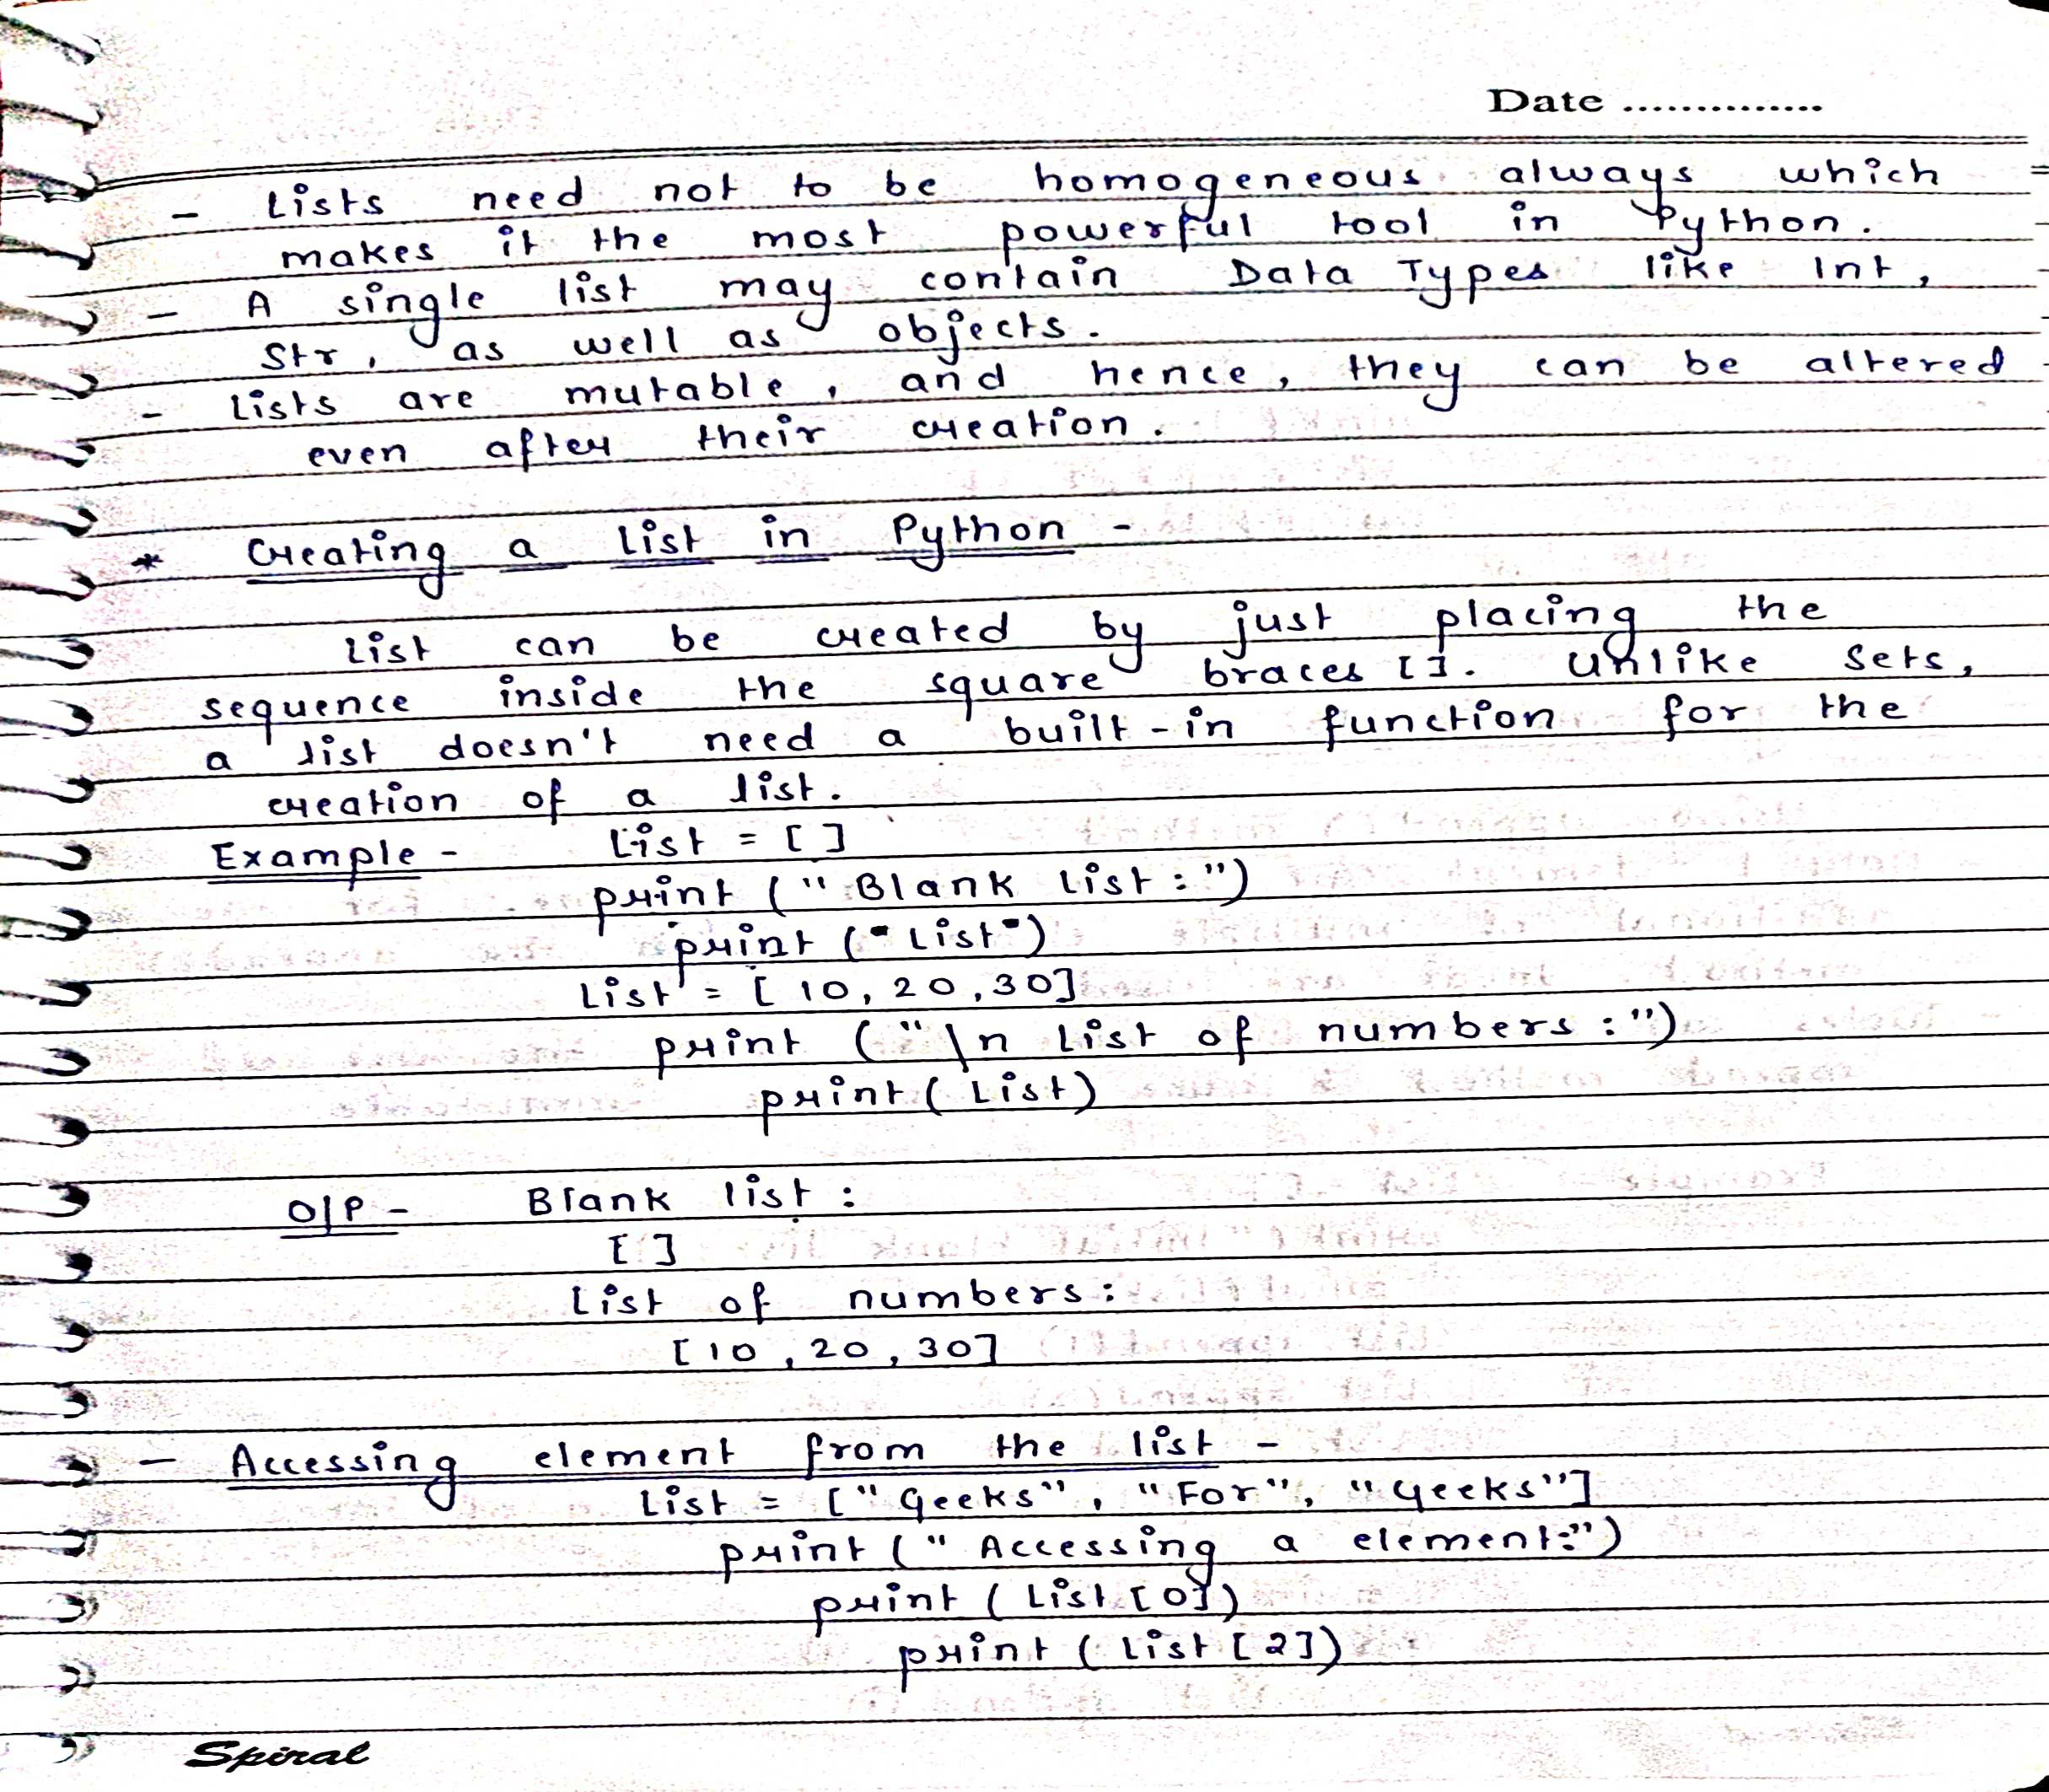 Date ..............
- Lists need not to be homogeneous always which
makes it the most powerful tool in Python.
- A single list may contain Data Types like Int,
Str, as well as objects.
- Lists are mutable, and hence, they can be altered
even after their creation.
* Creating a List in Python -
List can be created by just placing the
sequence inside the square braces []. Unlike Sets,
a list doesn't need a built-in function for the
creation of a list.
Example - List = [ ]
print (" Blank List : ")
print ("List")
List = [ 10, 20, 30]
print ("\n List of numbers : ")
print ( List)
O/P - Blank list :
[ ]
List of numbers :
[ 10 , 20 , 30]
- Accessing element from the list -
List = [" Geeks" , "For", "Geeks"]
print (" Accessing a element:")
print ( List [0])
print ( List [2])
Spiral